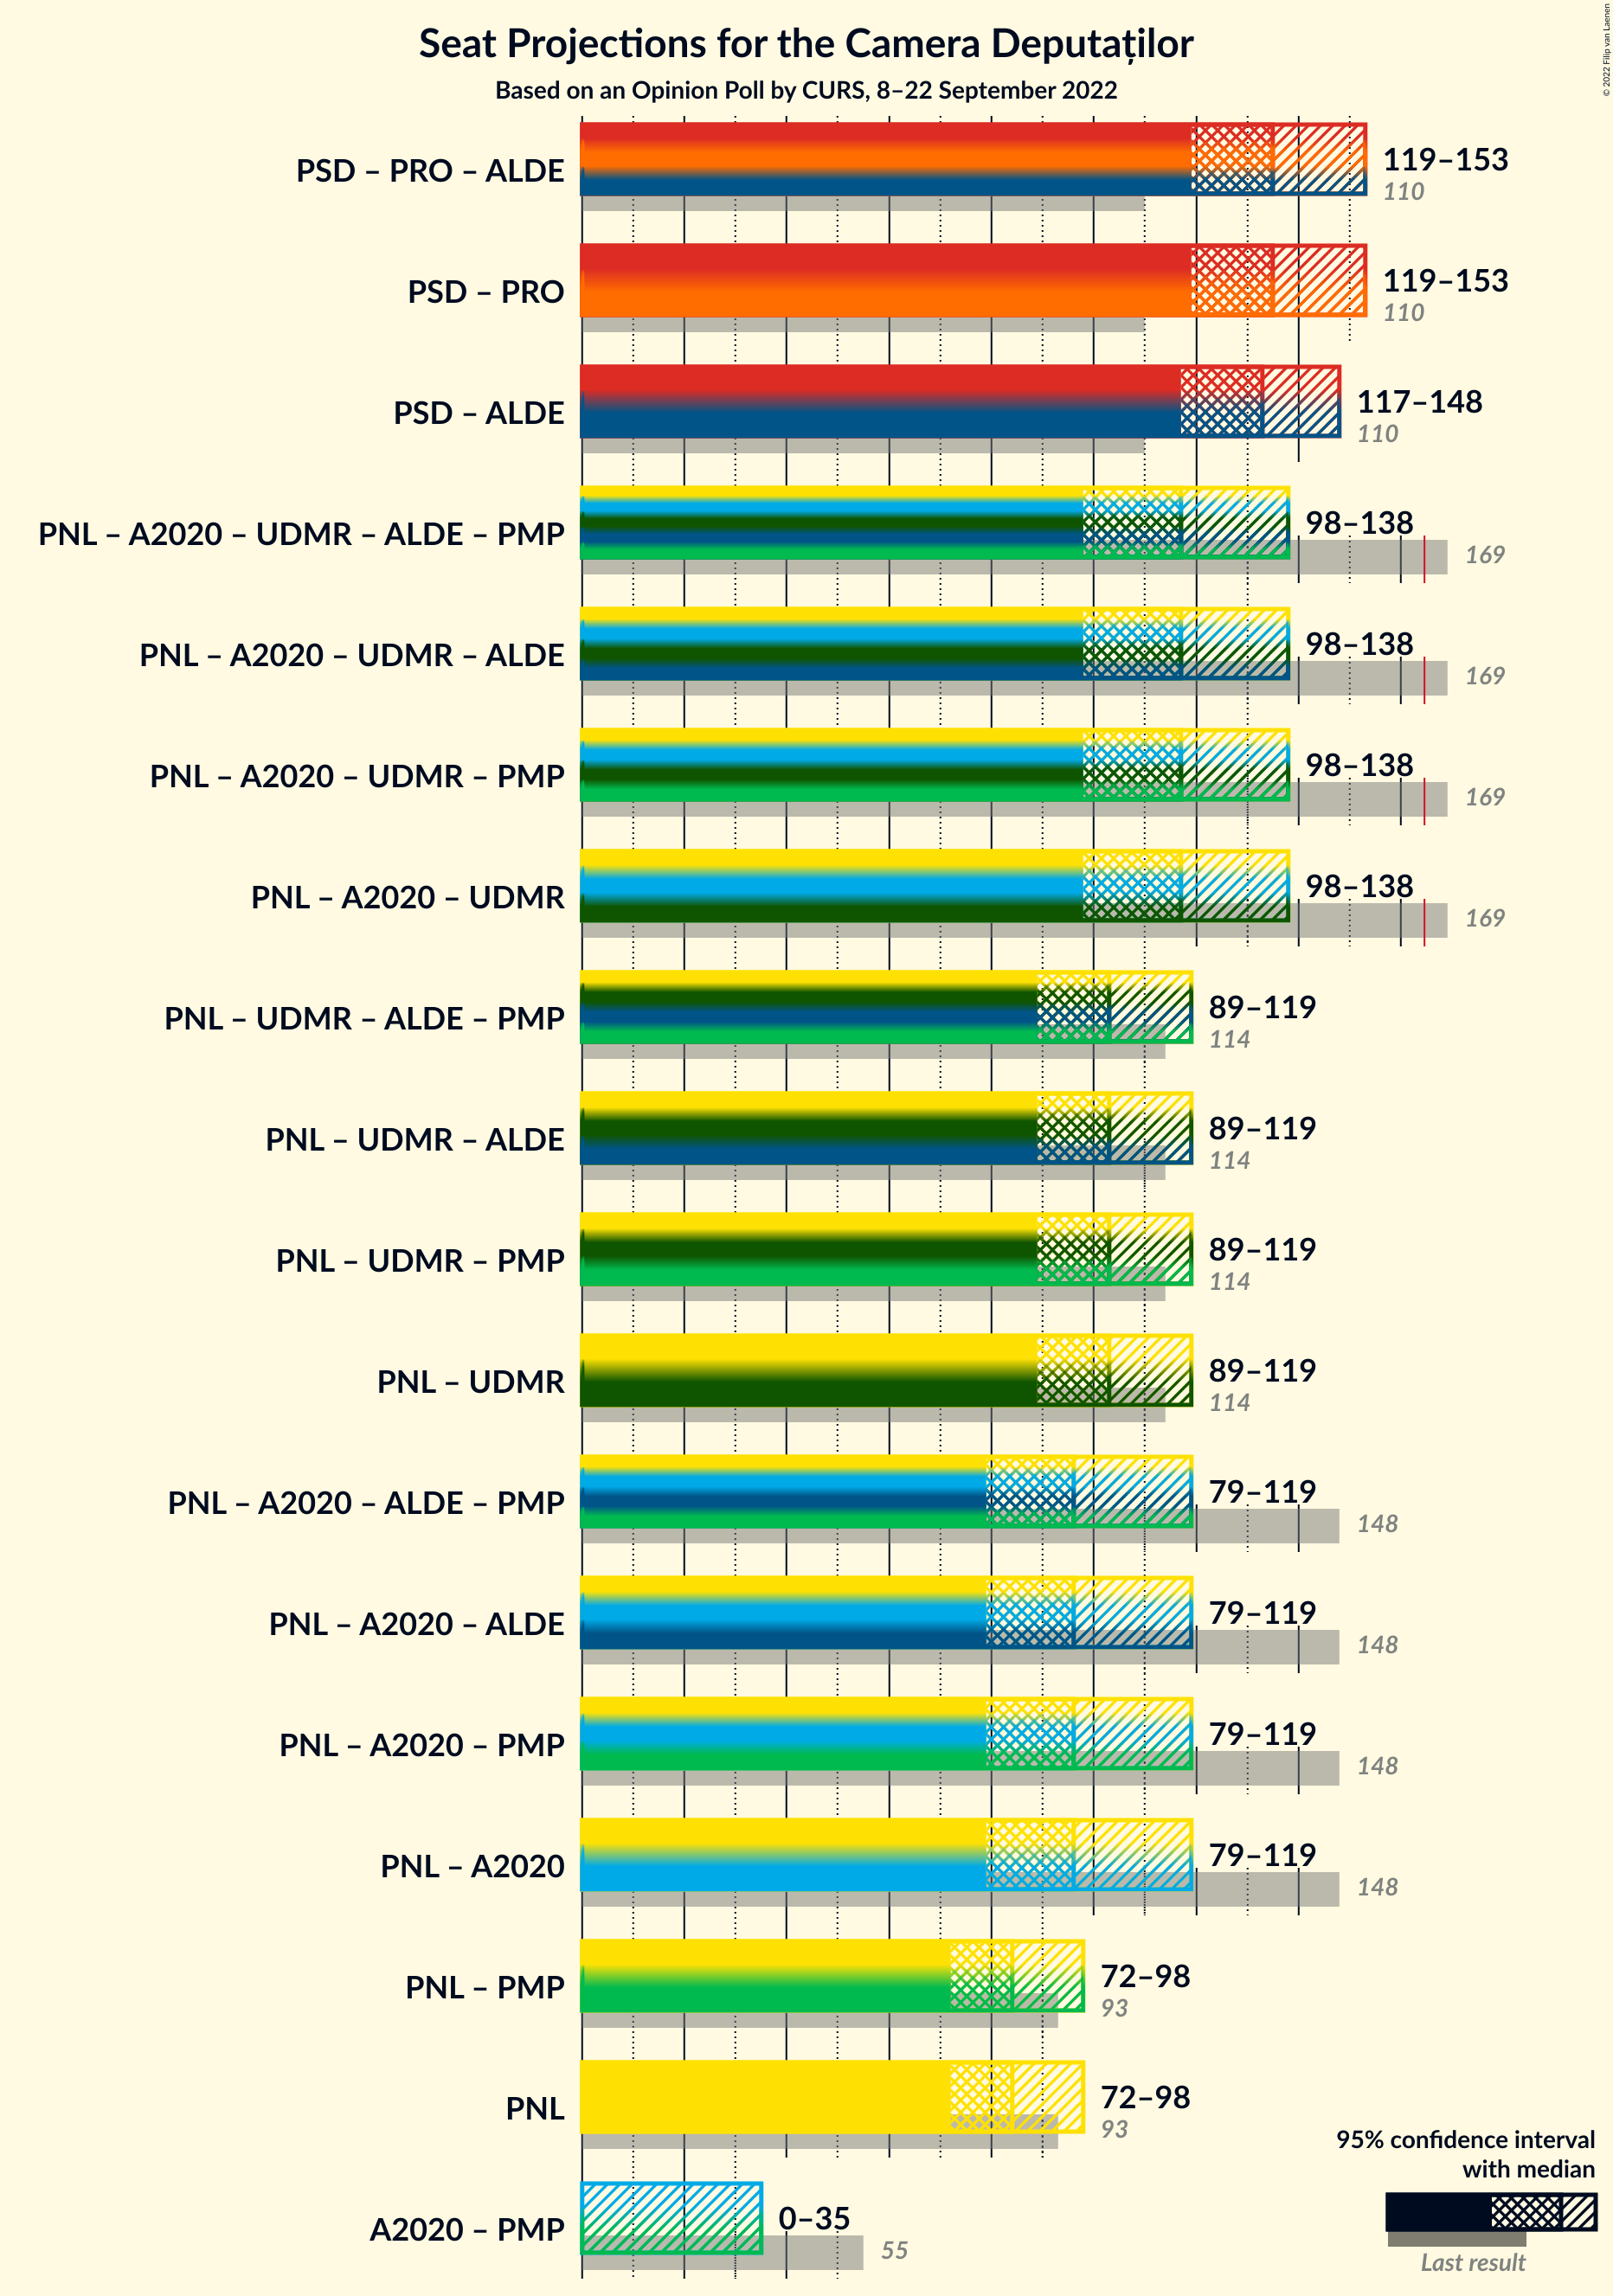 Seat Projections for the Camera Deputaților
Based on an Opinion Poll by CURS, 8–22 September 2022
© 2022 Filip van Laenen
PSD – PRO – ALDE
119–153
110
PSD – PRO
119–153
110
PSD – ALDE
117–148
110
PNL – A2020 – UDMR – ALDE – PMP
98–138
169
PNL – A2020 – UDMR – ALDE
98–138
169
PNL – A2020 – UDMR – PMP
98–138
169
PNL – A2020 – UDMR
98–138
169
PNL – UDMR – ALDE – PMP
89–119
114
PNL – UDMR – ALDE
89–119
114
PNL – UDMR – PMP
89–119
114
PNL – UDMR
89–119
114
PNL – A2020 – ALDE – PMP
79–119
148
PNL – A2020 – ALDE
79–119
148
PNL – A2020 – PMP
79–119
148
PNL – A2020
79–119
148
PNL – PMP
72–98
93
PNL
72–98
93
A2020 – PMP
0–35
55
95% confidence interval
with median
Last result